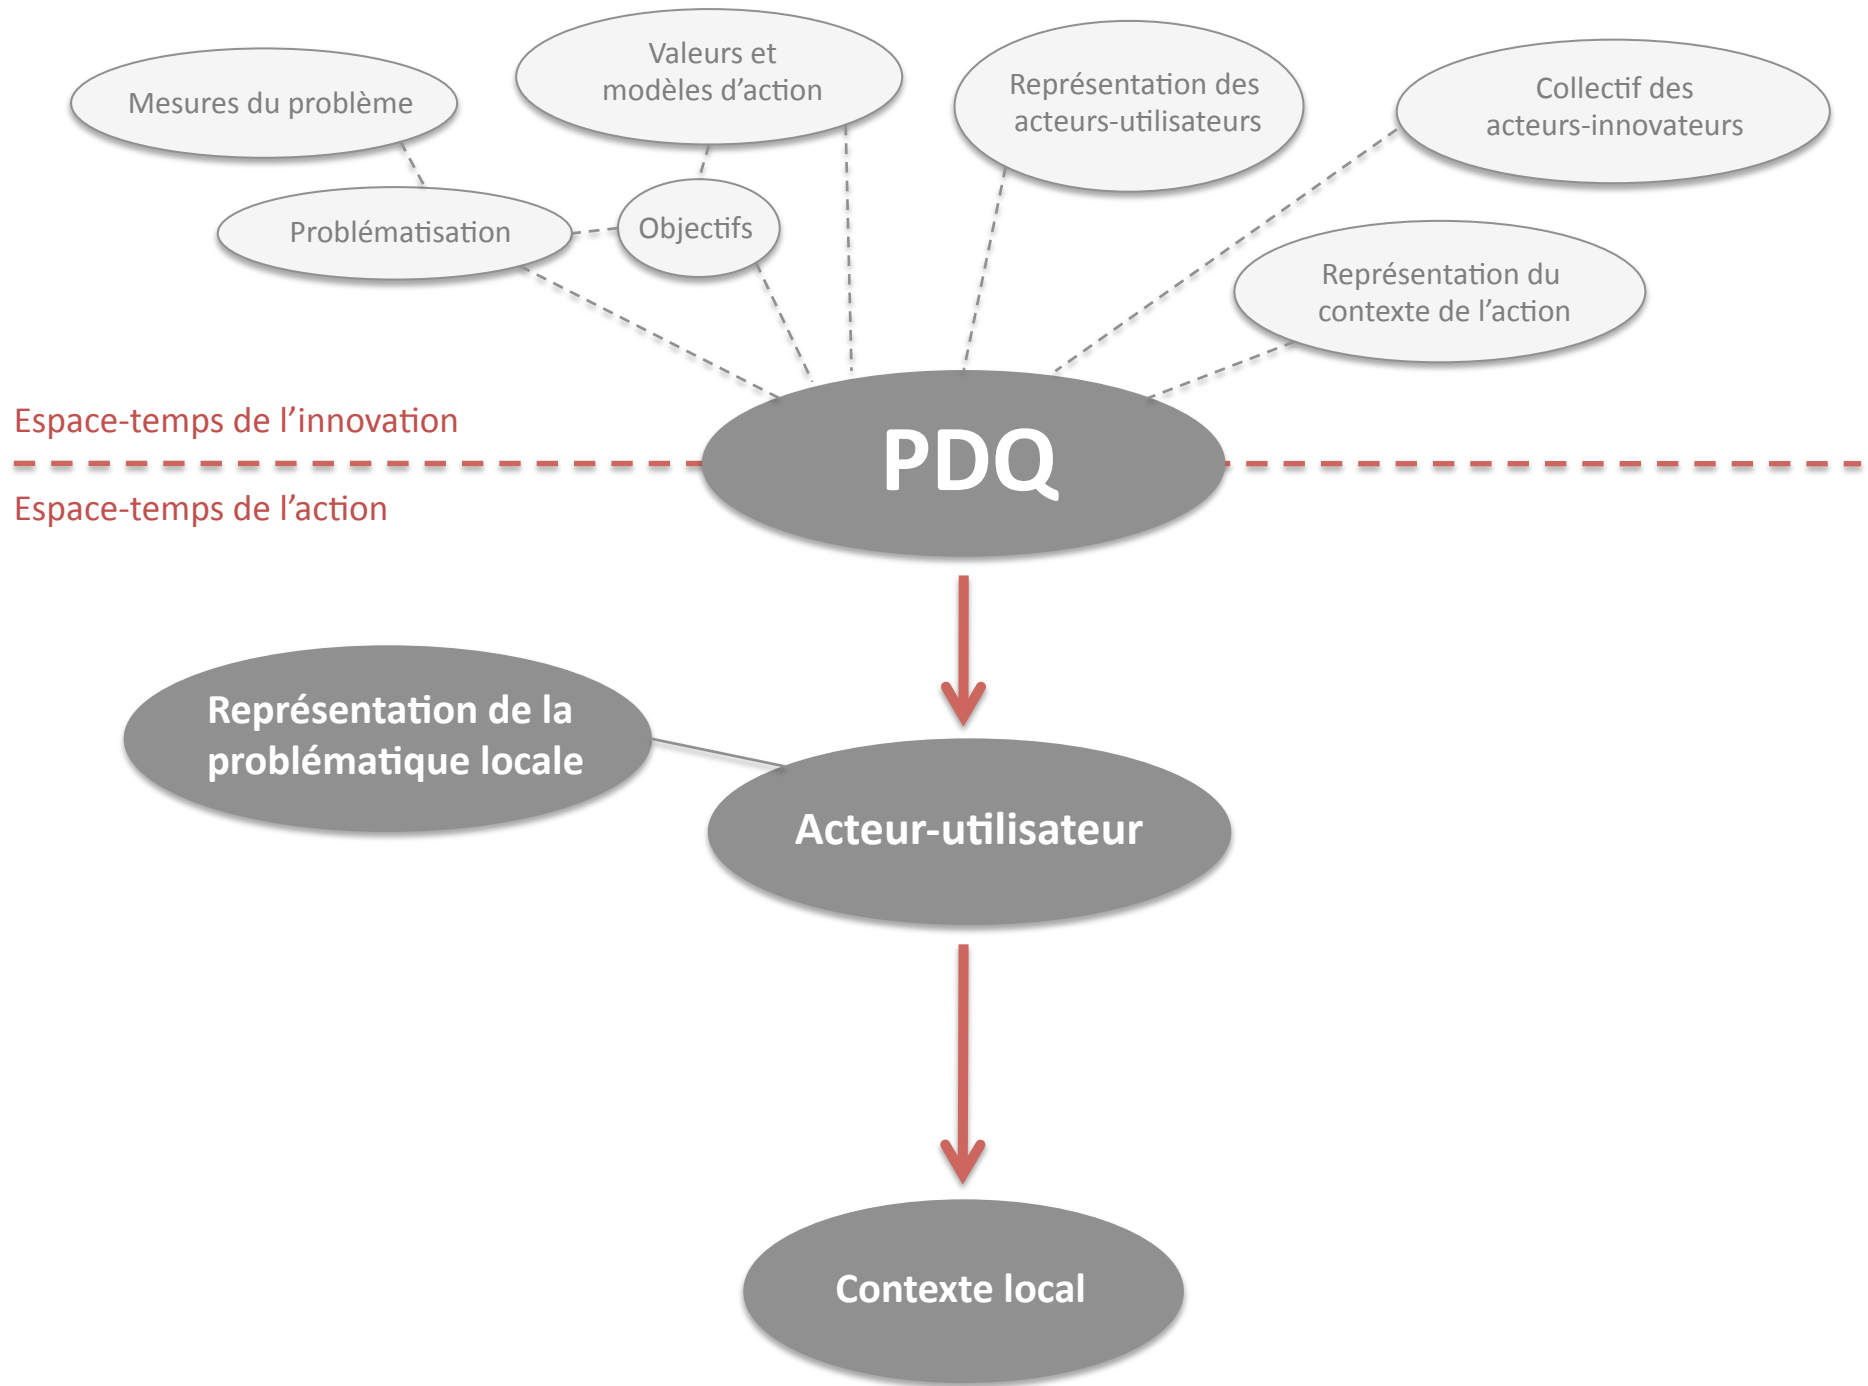 Mesures du problème
Valeurs et
modèles d’action
Représentation des
acteurs-utilisateurs
Collectif des
acteurs-innovateurs
Problématisation
Objectifs
Représentation du
contexte de l’action
Espace-temps de l’innovation
PDQ
Espace-temps de l’action
Représentation de la
problématique locale
Acteur-utilisateur
Contexte local